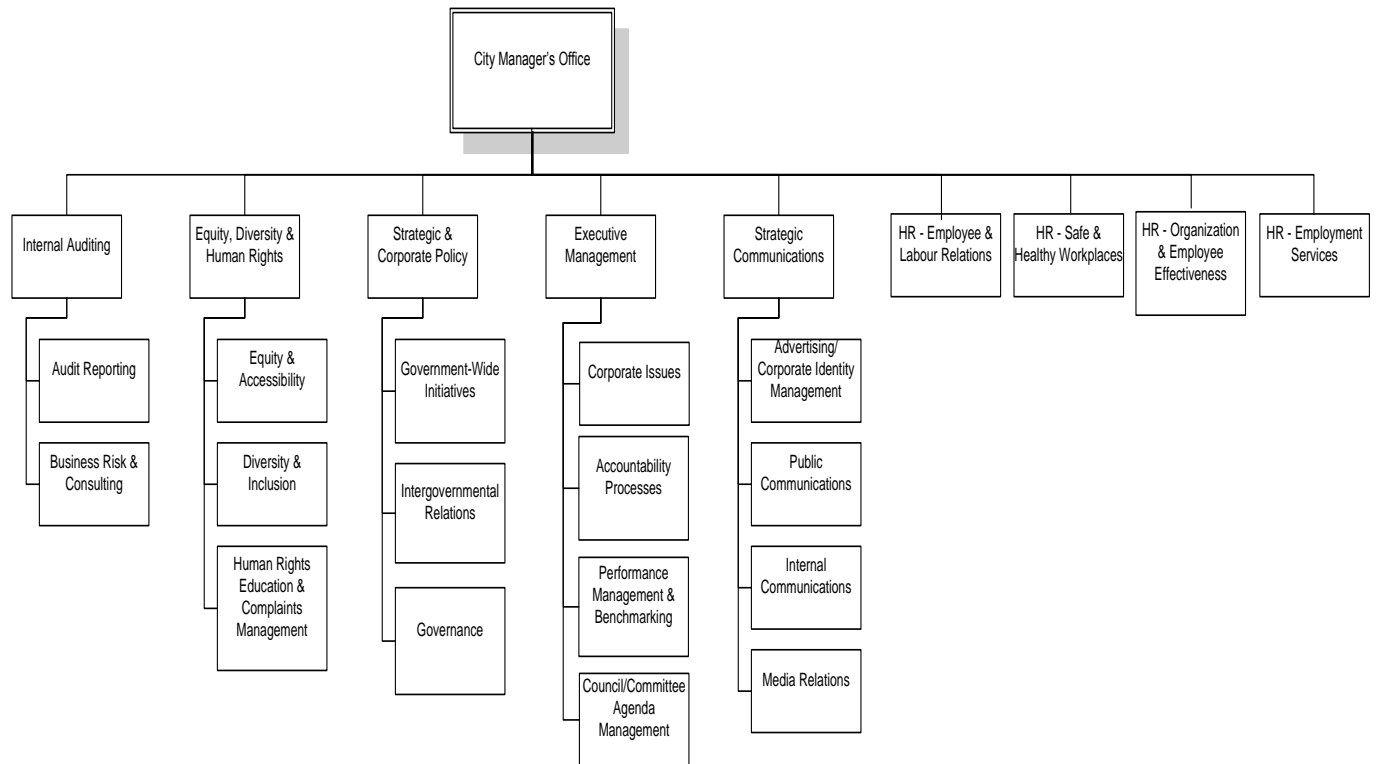 City Manager's Office
Internal Auditing
Equity, Diversity &
Human Rights
Strategic &
Corporate Policy
Executive
Management
Strategic
Communications
HR - Employee &
Labour Relations
HR - Safe &
Healthy Workplaces
HR - Organization
& Employee
Effectiveness
HR - Employment
Services
Audit Reporting
Business Risk &
Consulting
Equity &
Accessibility
Diversity &
Inclusion
Human Rights
Education &
Complaints
Management
Government-Wide
Initiatives
Intergovernmental
Relations
Governance
Corporate Issues
Accountability
Processes
Performance
Management &
Benchmarking
Council/Committee
Agenda
Management
Advertising/
Corporate Identity
Management
Public
Communications
Internal
Communications
Media Relations